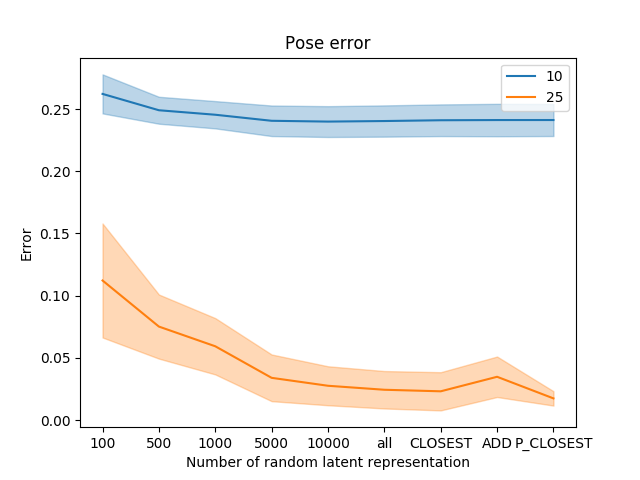 Pose error
10
25
Error
0.25
0.20
0.15
0.10
0.05
0.00
100 500 1000 5000 10000 all CLOSEST ADD P_CLOSEST
Number of random latent representation